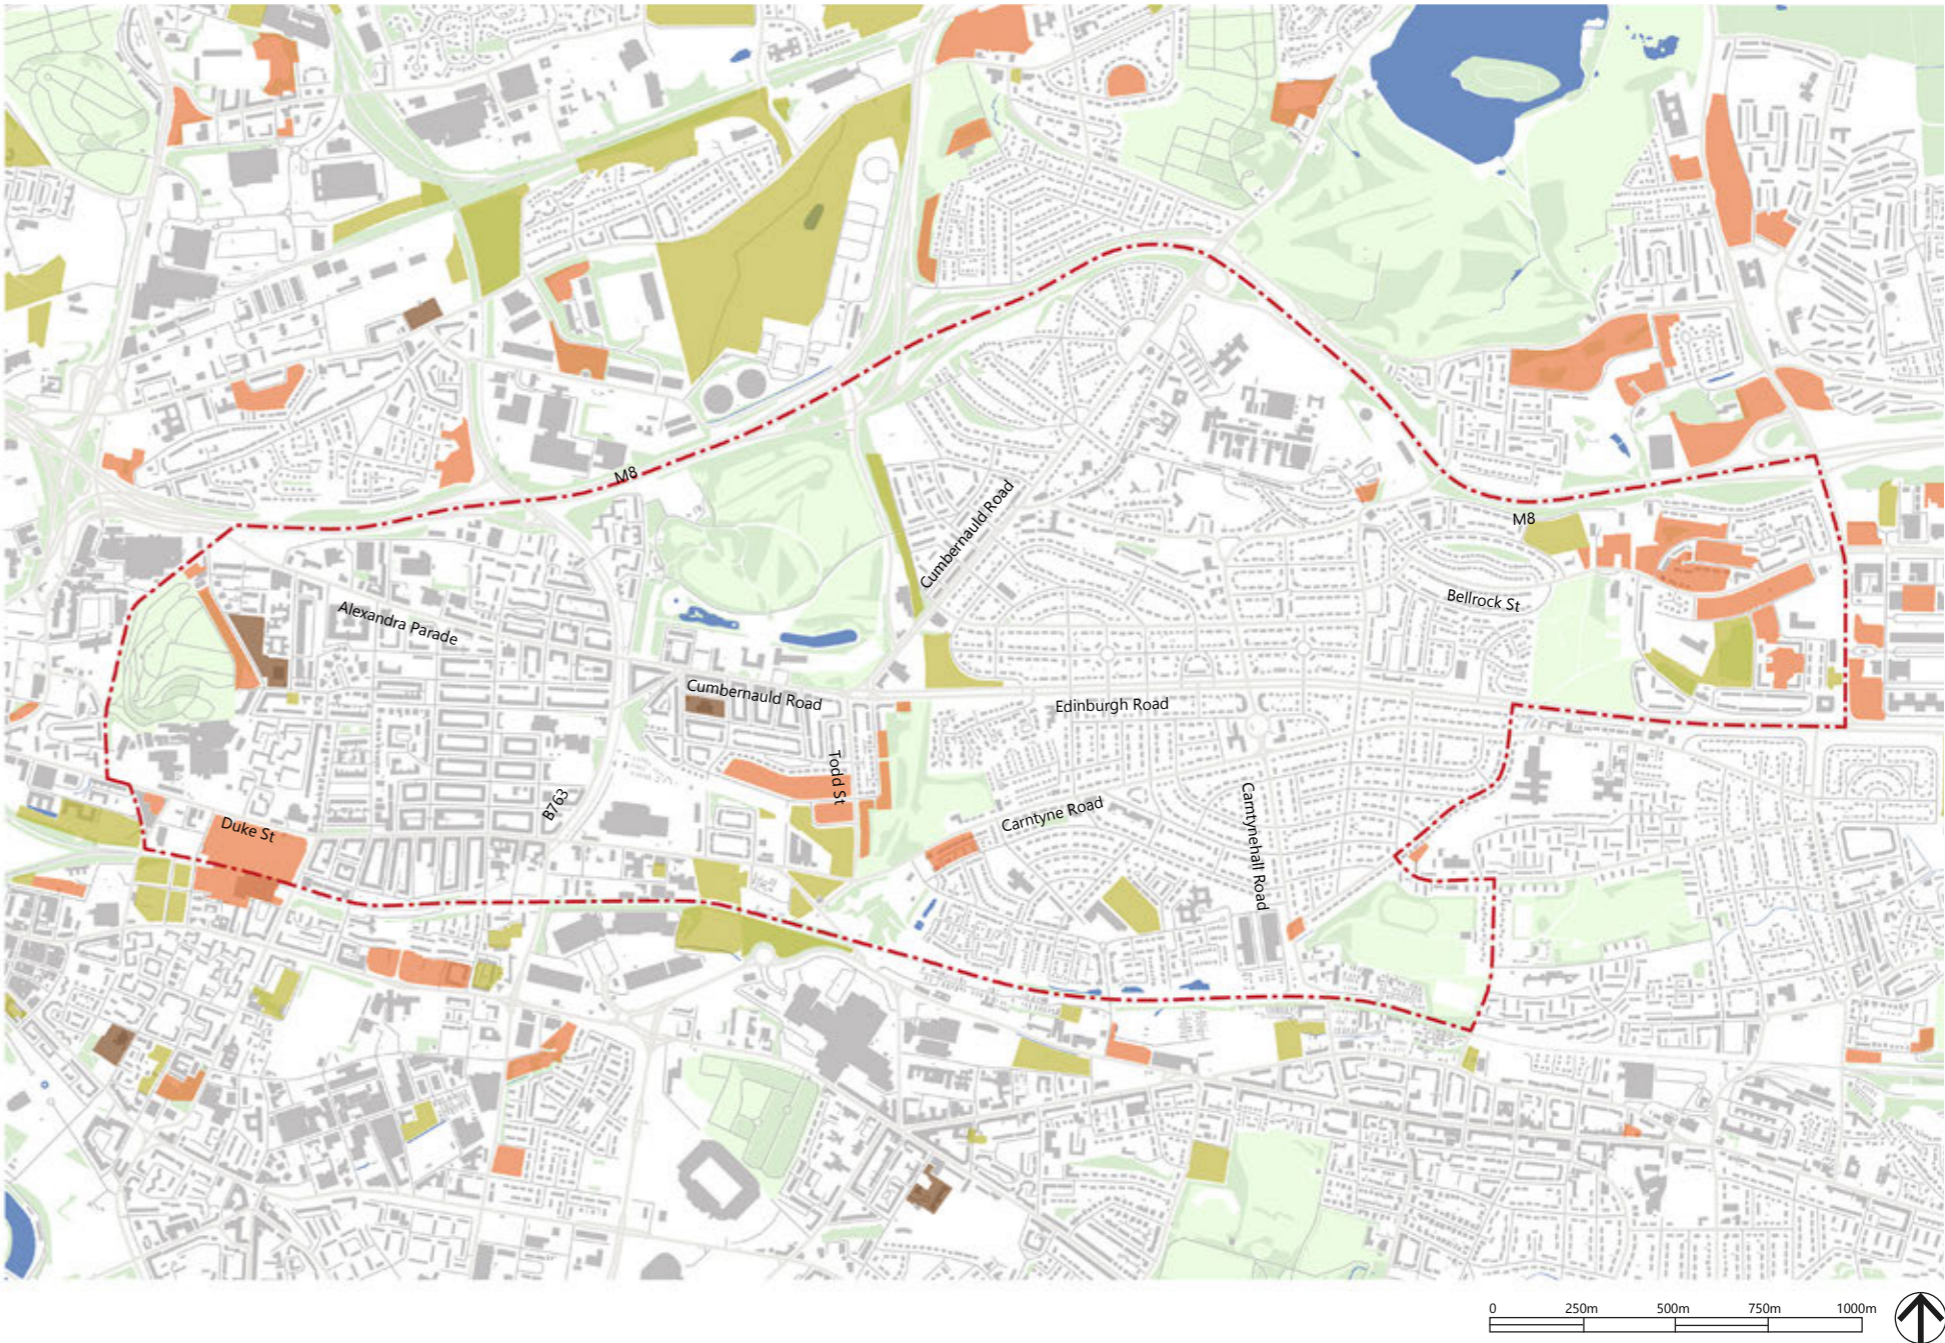 M8
Cumbernauld Road
M8
Bellrock St
Alexandra Parade
Cumbernauld Road
Edinburgh Road
Todd St
B763
Carntyne Road
Carntynehall Road
Duke St
0 250m 500m 750m 1000m